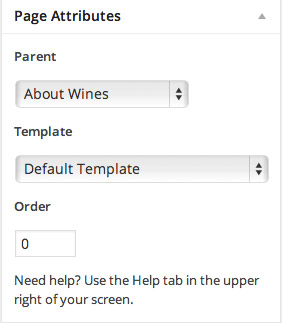 Page Attributes
Parent
About Wines
Template
Default Template
Order
0
Need help? Use the Help tab in the upper
right of your screen.